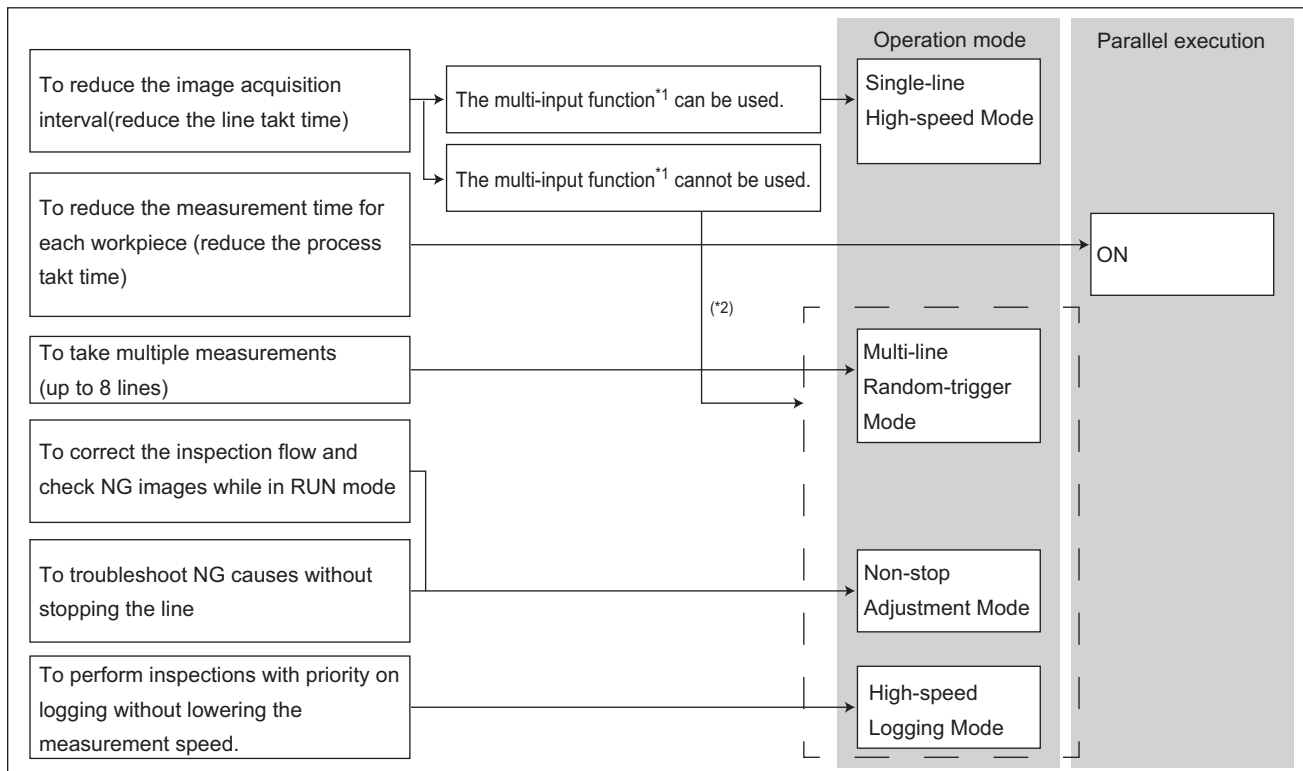 Operation mode
Parallel execution
To reduce the image acquisition
interval(reduce the line takt time)
The multi-input function*1 can be used.
Single-line
High-speed Mode
The multi-input function*1 cannot be used.
To reduce the measurement time for
each workpiece (reduce the process
takt time)
ON
(*2)
To take multiple measurements
(up to 8 lines)
Multi-line
Random-trigger
Mode
To correct the inspection flow and
check NG images while in RUN mode
To troubleshoot NG causes without
stopping the line
Non-stop
Adjustment Mode
To perform inspections with priority on
logging without lowering the
measurement speed.
High-speed
Logging Mode